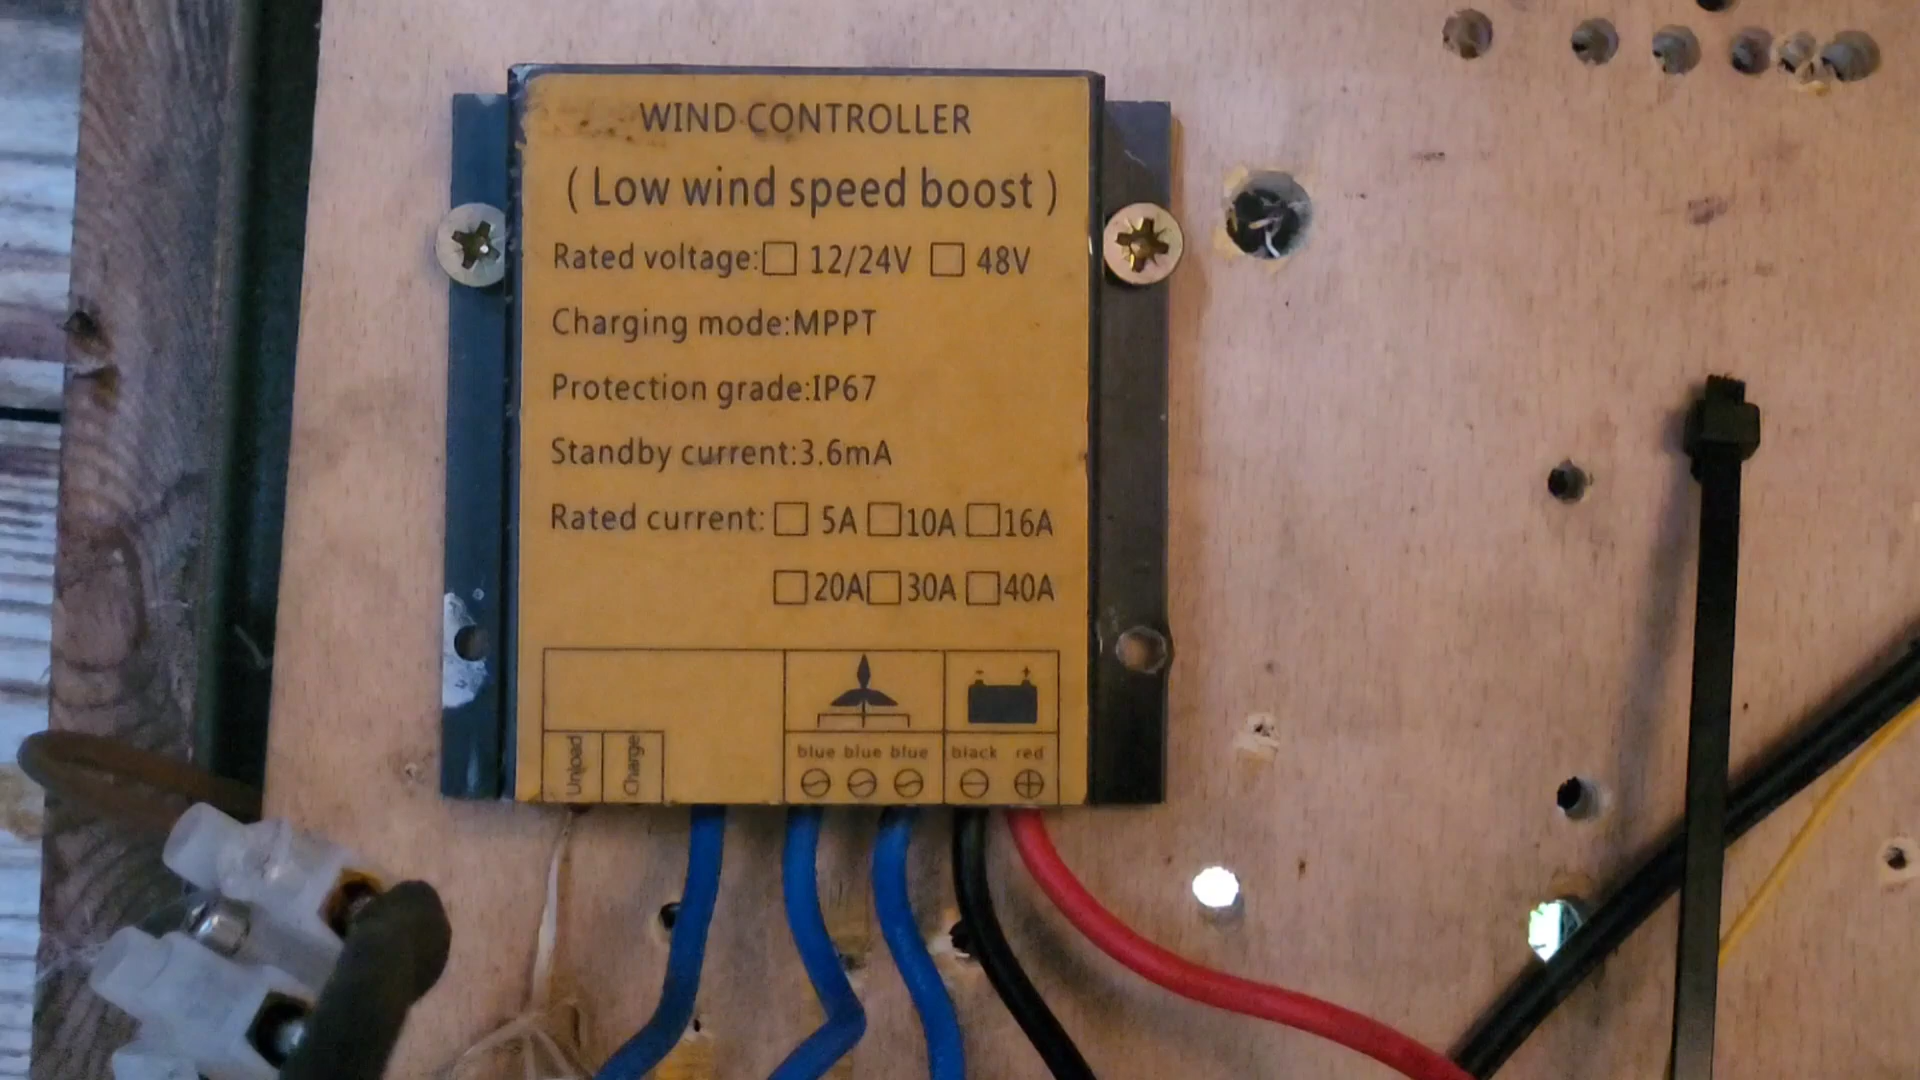 WIND CONTROLLER
( Low wind speed boost )
Rated voltage: 12/24V 48V
Charging mode:MPPT
Protection grade:IP67
Standby current:3.6mA
Rated current: 5A 10A 16A
20A 30A 40A
Unload Charge blue blue blue black red